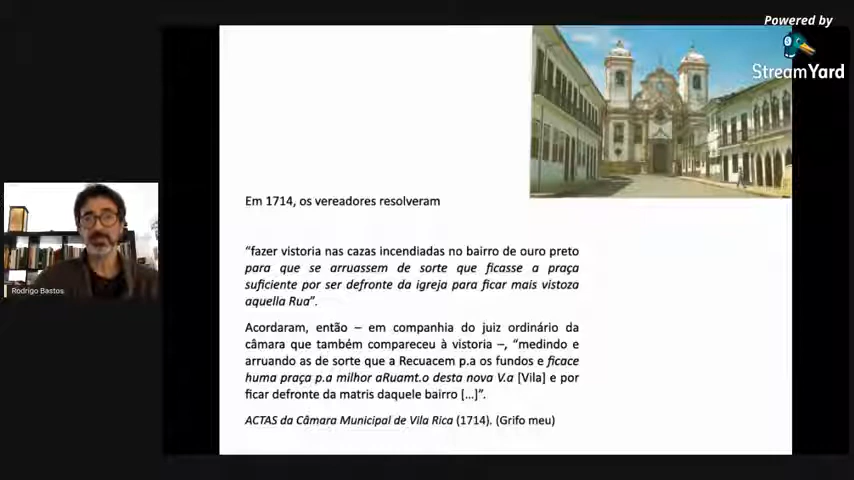 Powered by
StreamYard
Em 1714, os vereadores resolveram
“fazer vistoria nas cazas incendiadas no bairro de ouro preto
para que se arruassem de sorte que ficasse a praça
suficiente por ser defronte da igreja para ficar mais vistoza
aquella Rua”.
Acordaram, então – em companhia do juiz ordinário da
câmara que também compareceu à vistoria –, “medindo e
arruando as de sorte que a Recuacem p.a os fundos e ficace
huma praça p.a milhor aRuamt.o desta nova V.a [Vila] e por
ficar defronte da matris daquele bairro [...]”.
ACTAS da Câmara Municipal de Vila Rica (1714). (Grifo meu)
Rodrigo Bastos